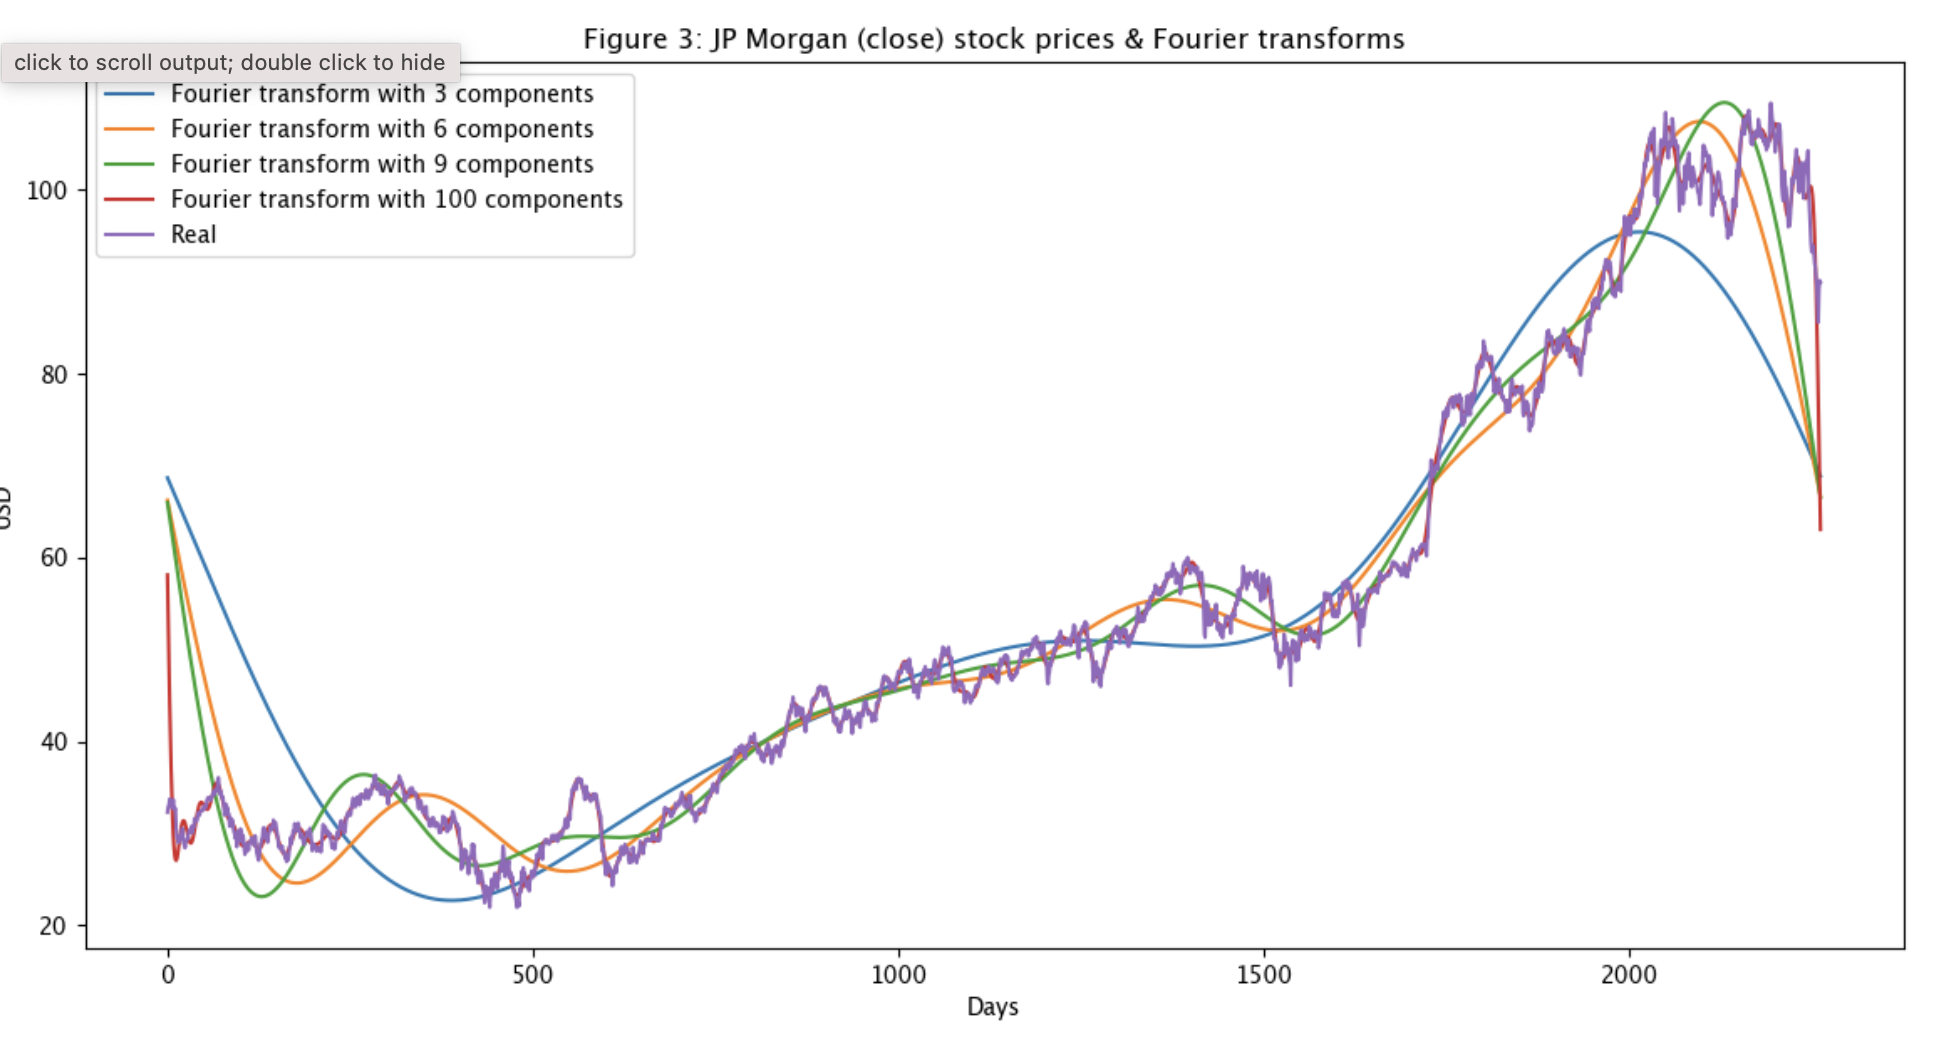 Figure 3: JP Morgan (close) stock prices & Fourier transforms
click to scroll output; double click to hide
Fourier transform with 3 components
Fourier transform with 6 components
Fourier transform with 9 components
Fourier transform with 100 components
Real
100
80
60
40
20
USD
0 500 1000 1500 2000
Days